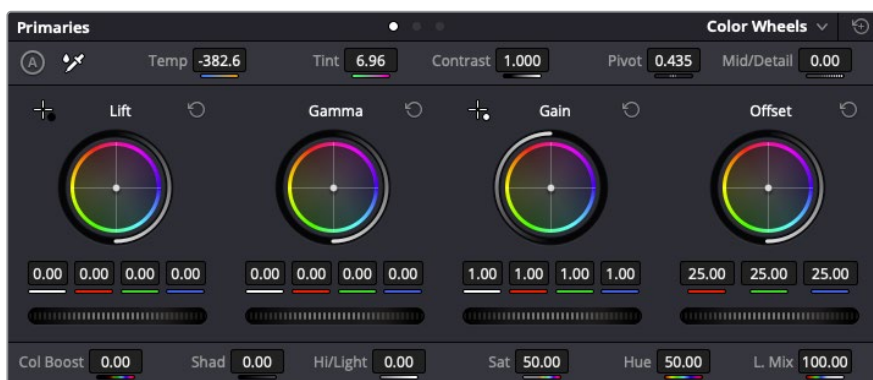 Primaries Color Wheels
A Temp -382.6 Tint 6.96 Contrast 1.000 Pivot 0.435 Mid/Detail 0.00
Lift Gamma Gain Offset
0.00 0.00 0.00 0.00 0.00 0.00 0.00 0.00 1.00 1.00 1.00 1.00 25.00 25.00 25.00
Col Boost 0.00 Shad 0.00 Hi/Light 0.00 Sat 50.00 Hue 50.00 L. Mix 100.00